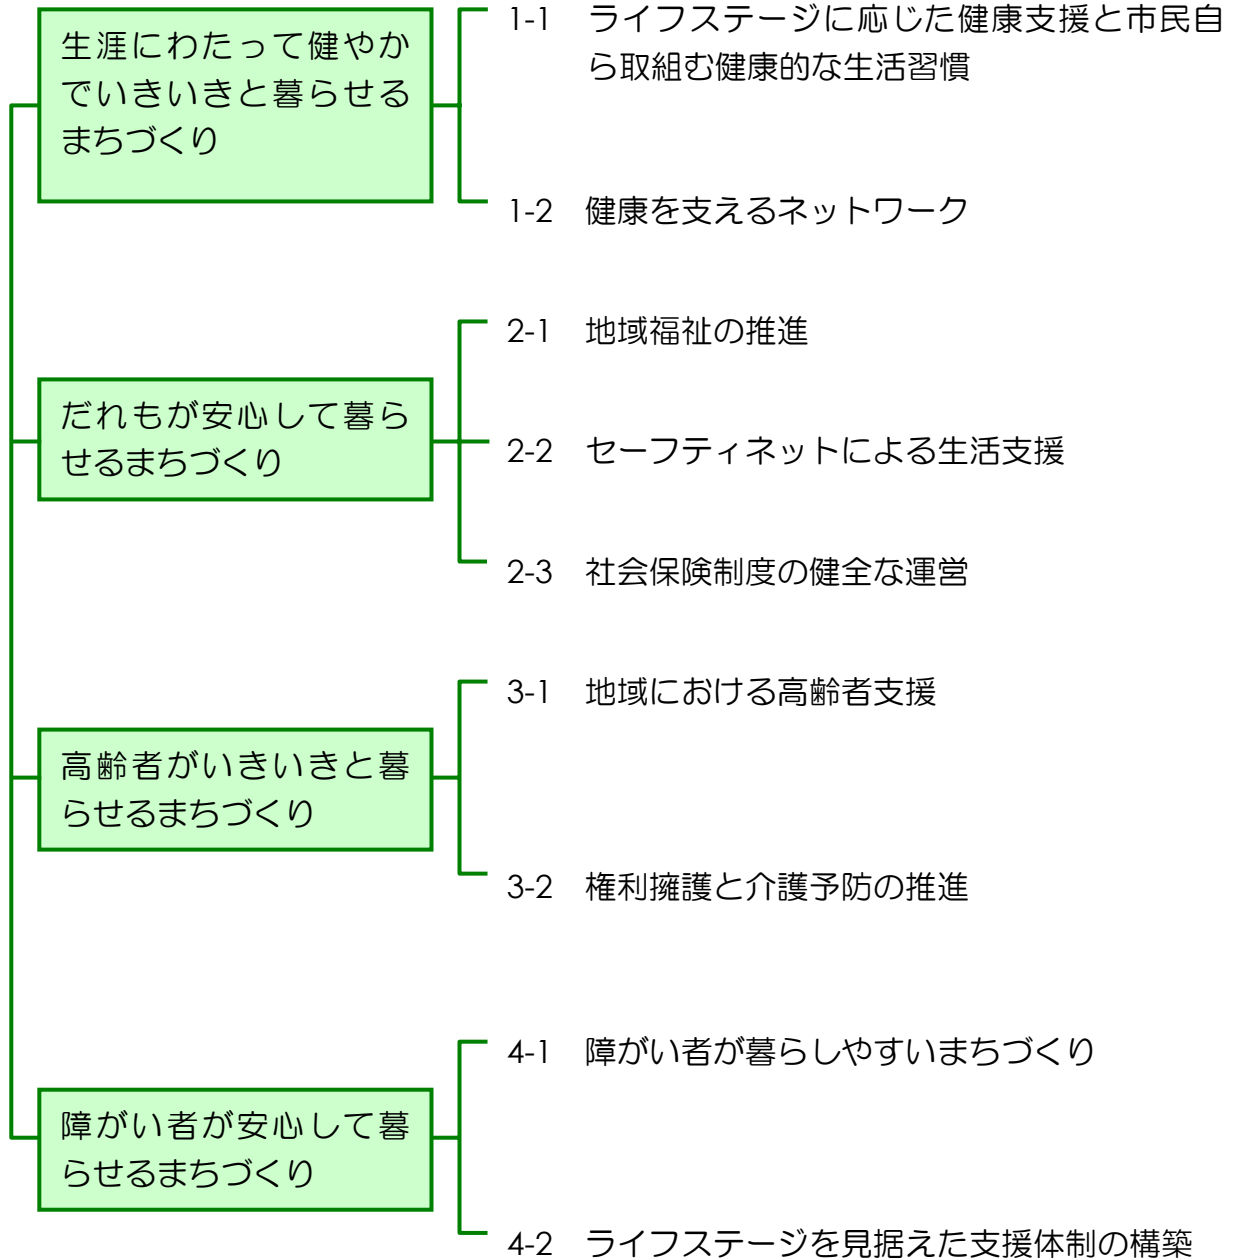 生涯にわたって健やか
でいきいきと暮らせる
まちづくり
1-1 ライフステージに応じた健康支援と市民自
ら取組む健康的な生活習慣
1-2 健康を支えるネットワーク
だれもが安心して暮ら
せるまちづくり
2-1 地域福祉の推進
2-2 セーフティネットによる生活支援
2-3 社会保険制度の健全な運営
高齢者がいきいきと暮
らせるまちづくり
3-1 地域における高齢者支援
3-2 権利擁護と介護予防の推進
障がい者が安心して暮
らせるまちづくり
4-1 障がい者が暮らしやすいまちづくり
4-2 ライフステージを見据えた支援体制の構築